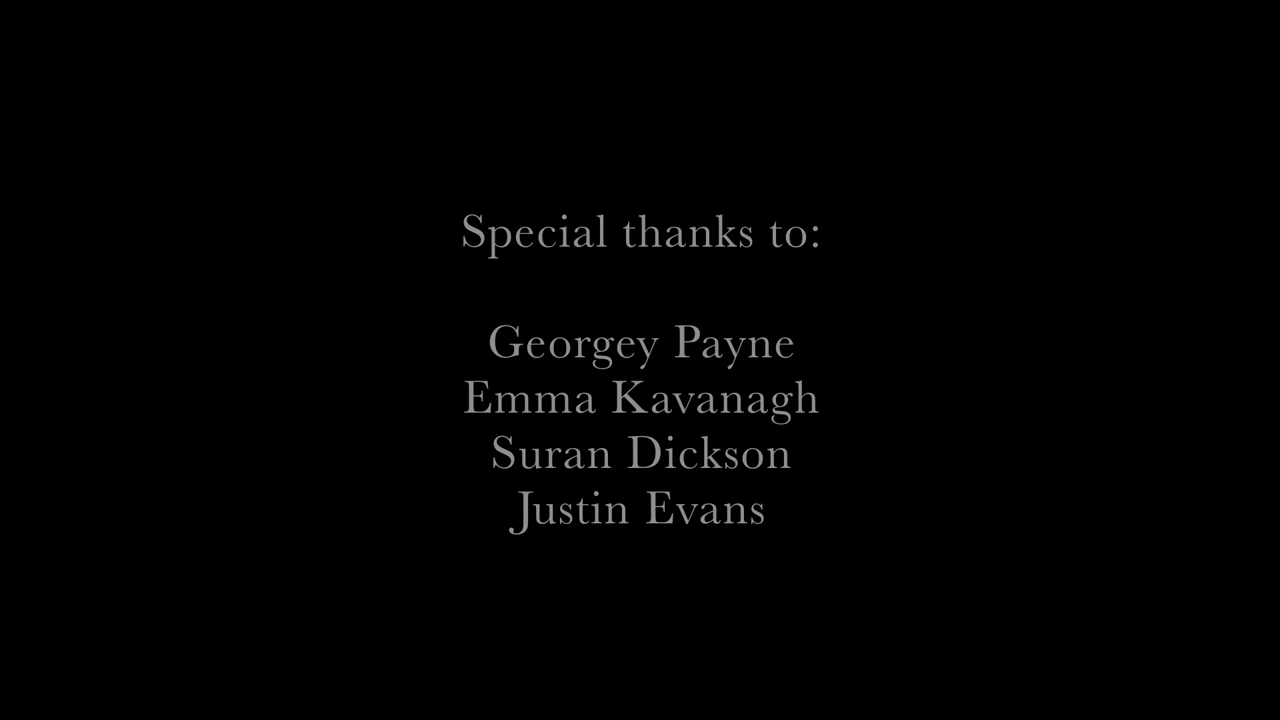 Special thanks to:
Georgey Payne
Emma Kavanagh
Suran Dickson
Justin Evans